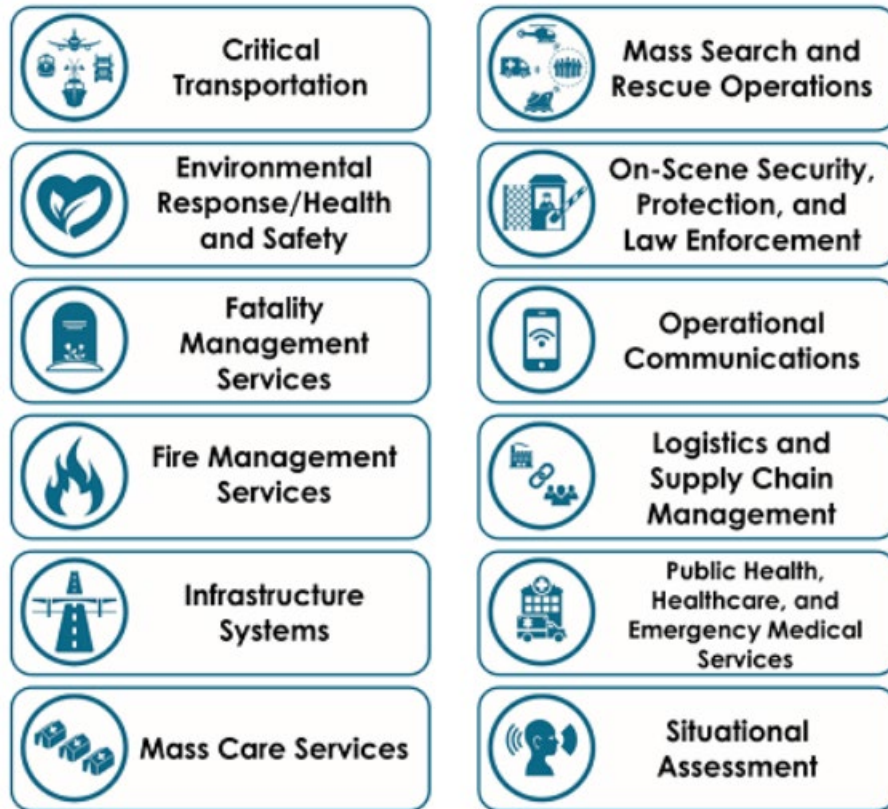 Critical
Transportation
Environmental
Response/Health
and Safety
Fatality
Management
Services
Fire Management
Services
Infrastructure
Systems
Mass Care Services
Mass Search and
Rescue Operations
On-Scene Security,
Protection, and
Law Enforcement
Operational
Communications
Logistics and
Supply Chain
Management
Public Health,
Healthcare, and
Emergency Medical
Services
Situational
Assessment